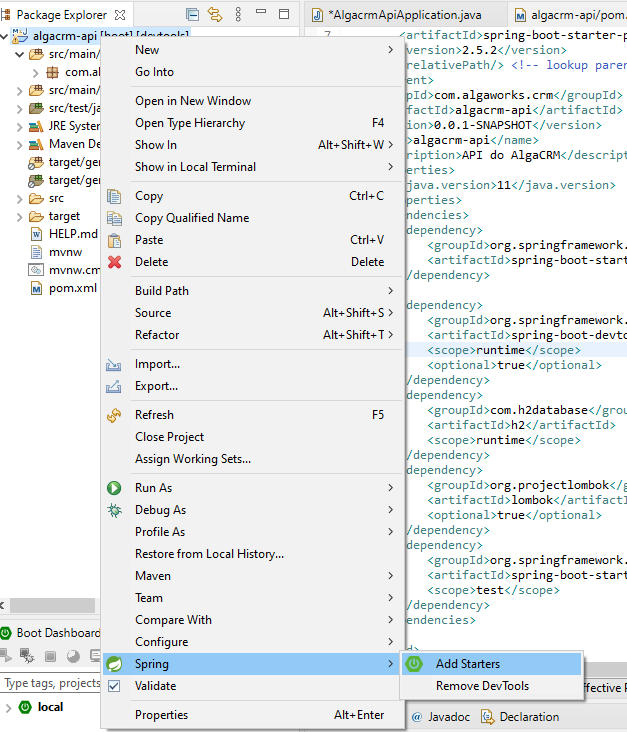 Package Explorer
*AlgacrmApiApplication.java
algacrm-api/pom.
algacrm-api [boot] [devtools]
src/main/
com.al
src/main/
src/test/ja
JRE System
Maven De
target/gen
target/gen
src
target
HELP.md
mvnw
mvnw.cm
pom.xml
New
Go Into
Open in New Window
Open Type Hierarchy F4
Show In Alt+Shift+W >
Show in Local Terminal >
Copy Ctrl+C
Copy Qualified Name
Paste Ctrl+V
Delete Delete
Build Path >
Source Alt+Shift+S >
Refactor Alt+Shift+T >
Import...
Export...
Refresh F5
Close Project
Assign Working Sets...
Run As >
Debug As >
Profile As >
Restore from Local History...
Maven >
Team >
Compare With >
Configure >
Spring >
Validate
Properties Alt+Enter
Add Starters
Remove DevTools
7
<artifactId>spring-boot-starter-p
version>2.5.2</version>
relativePath/> <!-- lookup paren
ent>
pId>com.algaworks.crm</groupId>
factId>algacrm-api</artifactId>
ion>0.0.1-SNAPSHOT</version>
>algacrm-api</name>
ription>API do AlgaCRM</descript
erties>
java.version>11</java.version>
perties>
ndencies>
dependency>
<groupId>org.springframework.
<artifactId>spring-boot-start
/dependency>
dependency>
<groupId>org.springframework.
<artifactId>spring-boot-devto
<scope>runtime</scope>
<optional>true</optional>
/dependency>
dependency>
<groupId>com.h2database</grou
<artifactId>h2</artifactId>
<scope>runtime</scope>
/dependency>
dependency>
<groupId>org.projectlombok</g
<artifactId>lombok</artifactI
<optional>true</optional>
/dependency>
dependency>
<groupId>org.springframework.
<artifactId>spring-boot-start
<scope>test</scope>
/dependency>
endencies>
d>
Boot Dashboard
Type tags, projects
local
ffective P
@ Javadoc
Declaration